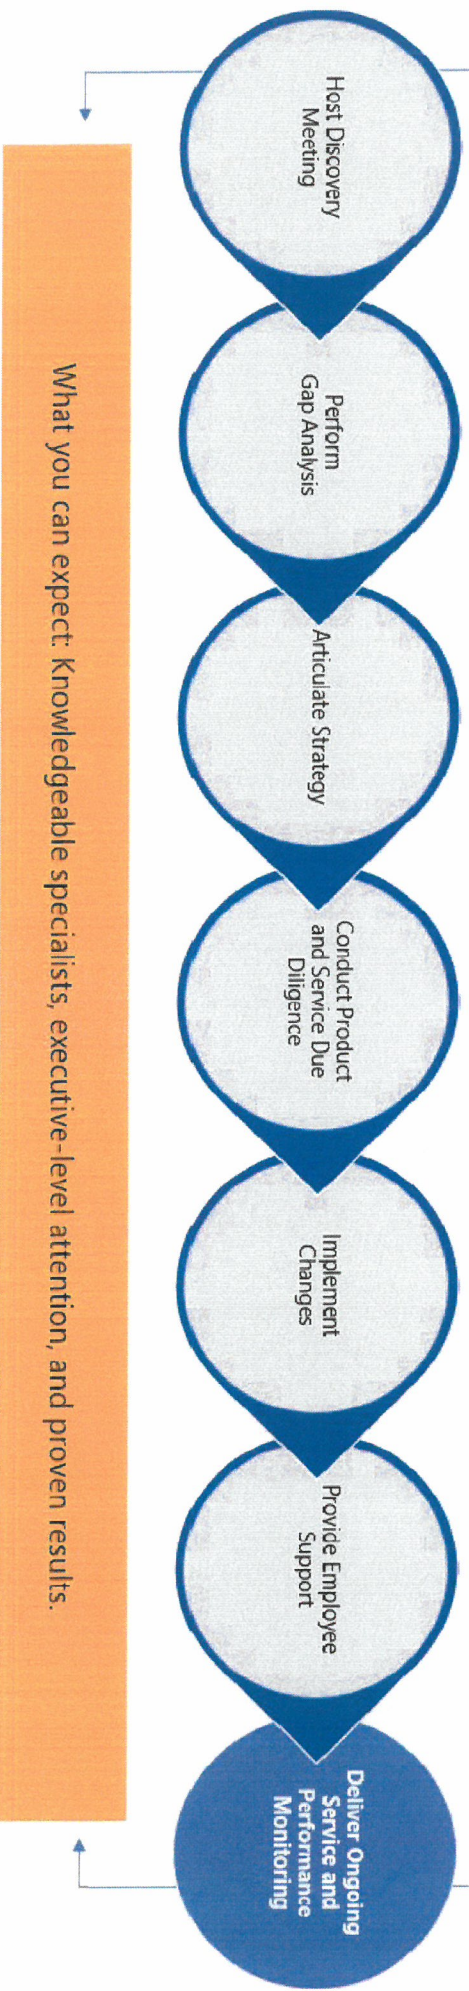 Host Discovery
Meeting
Perform
Gap Analysis
Articulate Strategy
Conduct Product
and Service Due
Diligence
Implement
Changes
Provide Employee
Support
Deliver Ongoing
Service and
Performance
Monitoring
What you can expect: Knowledgeable specialists, executive-level attention, and proven results.